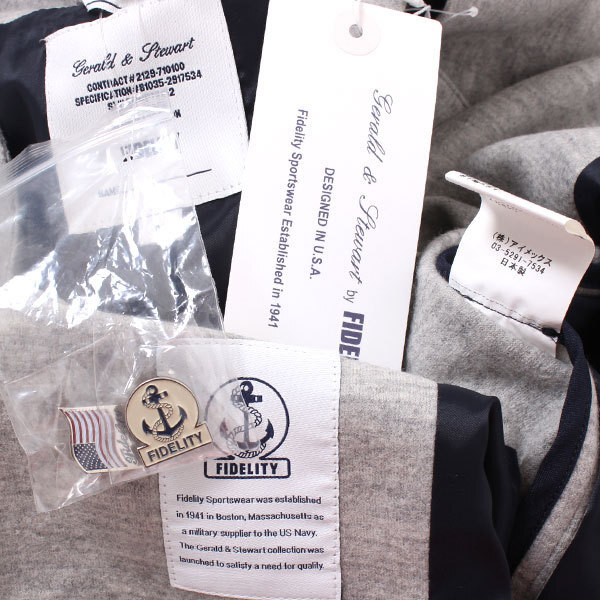 Gerald & Stewart
CONTRACT# 2129-710100
SPECIFICATION# 81035-2917534
2
Gerald & Stewart by
DESIGNED IN U.S.A.
Fidelity Sportswear Established in 1941
(株)アイメックス
03-5291-7534
日本製
FIDELITY
FIDELITY
Fidelity Sportswear was established
in 1941 in Boston, Massachusetts as
a military supplier to the US Navy.
The Gerald & Stewart collection was
launched to satisfy a need for quality.